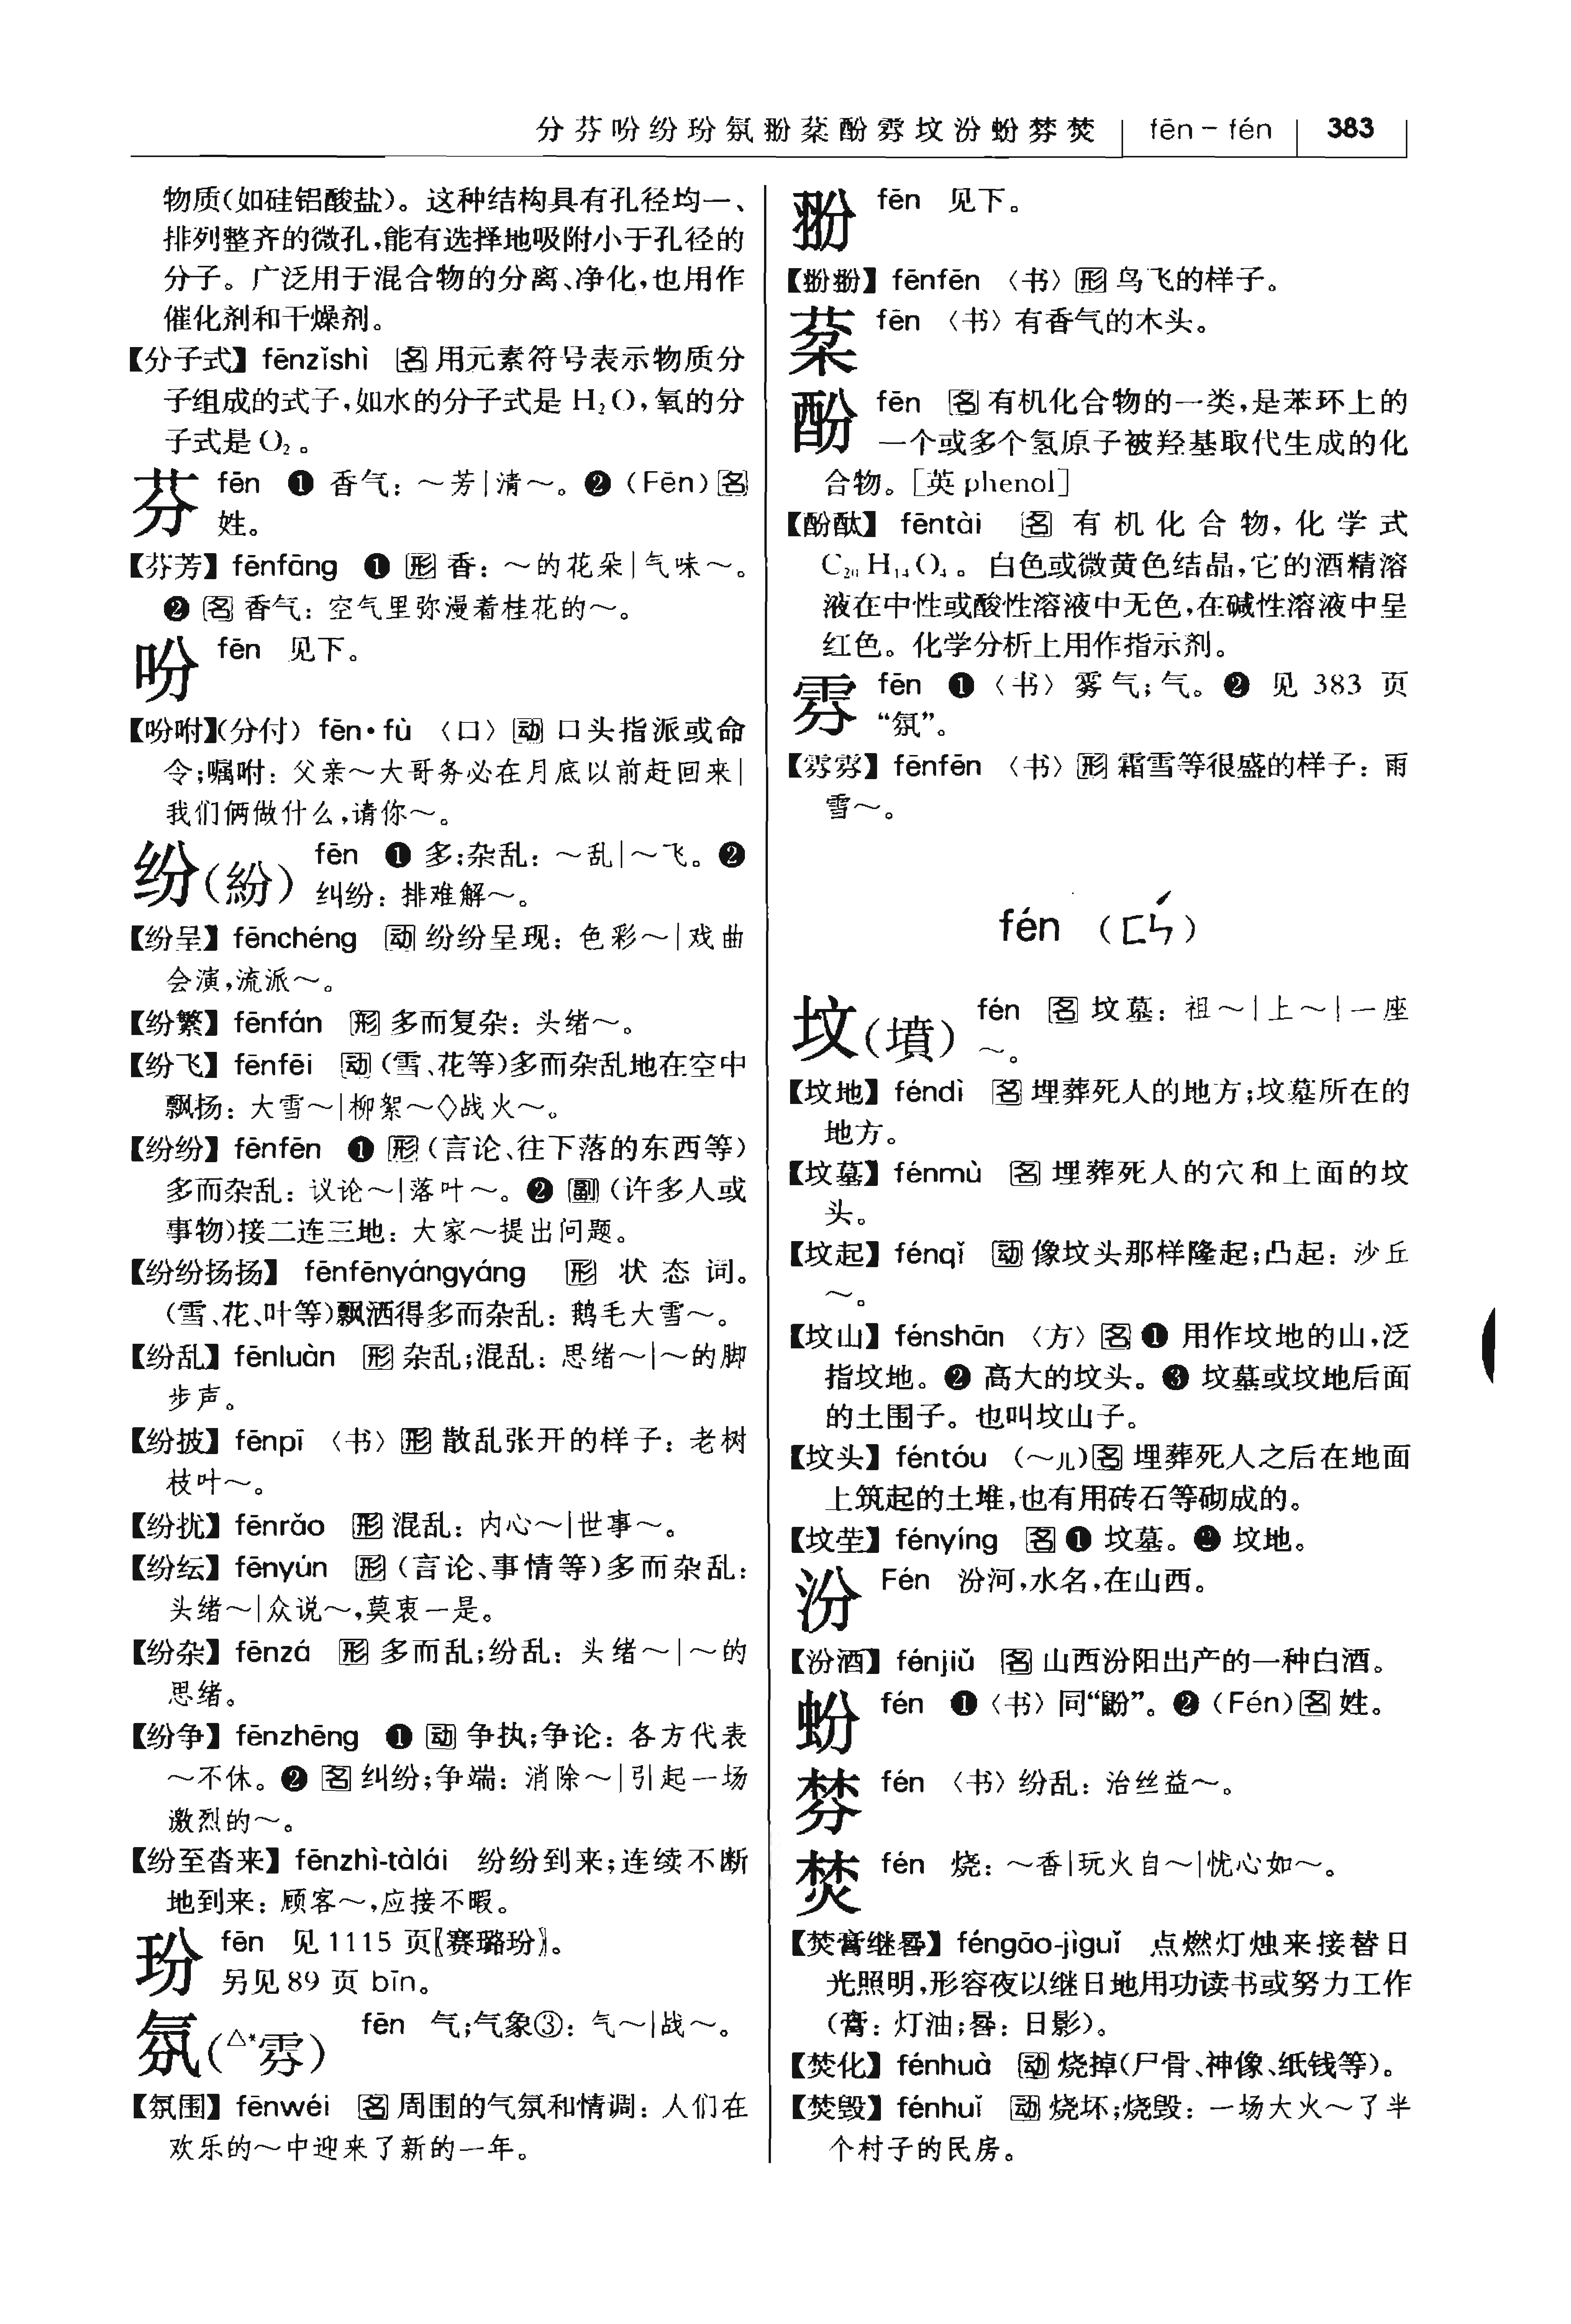 分芬吩纷玢氛翂棻酚雰坟汾蚡棼焚 fēn – fén 383
物质(如硅铝酸盐)。这种结构具有孔径均一、
排列整齐的微孔,能有选择地吸附小于孔径的
分子。广泛用于混合物的分离、净化,也用作
催化剂和干燥剂。
【分子式】fēnzǐshì 名 用元素符号表示物质分
子组成的式子,如水的分子式是 H₂O,氧的分
子式是 O₂。
芬 fēn ❶ 香气:~芳|清~。❷(Fēn)名
姓。
【芬芳】fēnfāng ❶ 形 香:~的花朵|气味~。
❷ 名 香气:空气里弥漫着桂花的~。
吩 fēn 见下。
【吩咐】(分付) fēn·fù 〈口〉动 口头指派或命
令;嘱咐:父亲~大哥务必在月底以前赶回来|
我们俩做什么,请你~。
纷(紛) fēn ❶ 多;杂乱:~乱|~飞。❷
纠纷:排难解~。
【纷呈】fēnchéng 动 纷纷呈现:色彩~|戏曲
会演,流派~。
【纷繁】fēnfán 形 多而复杂:头绪~。
【纷飞】fēnfēi 动(雪、花等)多而杂乱地在空中
飘扬:大雪~|柳絮~◇战火~。
【纷纷】fēnfēn ❶ 形(言论、往下落的东西等)
多而杂乱:议论~|落叶~。❷ 副(许多人或
事物)接二连三地:大家~提出问题。
【纷纷扬扬】fēnfēnyángyáng 形 状态词。
(雪、花、叶等)飘洒得多而杂乱:鹅毛大雪~。
【纷乱】fēnluàn 形 杂乱;混乱:思绪~|~的脚
步声。
【纷披】fēnpī 〈书〉形 散乱张开的样子:老树
枝叶~。
【纷扰】fēnrǎo 形 混乱:内心~|世事~。
【纷纭】fēnyún 形(言论、事情等)多而杂乱:
头绪~|众说~,莫衷一是。
【纷杂】fēnzá 形 多而乱;纷乱:头绪~|~的
思绪。
【纷争】fēnzhēng ❶ 动 争执;争论:各方代表
~不休。❷ 名 纠纷;争端:消除~|引起一场
激烈的~。
【纷至沓来】fēnzhì-tàlái 纷纷到来;连续不断
地到来:顾客~,应接不暇。
玢 fēn 见 1115 页〖赛璐玢〗。
另见 89 页 bīn。
氛(△*雰) fēn 气;气象③:气~|战~。
【氛围】fēnwéi 名 周围的气氛和情调:人们在
欢乐的~中迎来了新的一年。
翂 fēn 见下。
【翂翂】fēnfēn 〈书〉形 鸟飞的样子。
棻 fēn 〈书〉有香气的木头。
酚 fēn 名 有机化合物的一类,是苯环上的
一个或多个氢原子被羟基取代生成的化
合物。[英 phenol]
【酚酞】fēntài 名 有机化合物,化学式
C₂₀H₁₄O₄。白色或微黄色结晶,它的酒精溶
液在中性或酸性溶液中无色,在碱性溶液中呈
红色。化学分析上用作指示剂。
雰 fēn ❶〈书〉雾气;气。❷ 见 383 页
“氛”。
【雰雰】fēnfēn 〈书〉形 霜雪等很盛的样子:雨
雪~。
fén (ㄈㄣˊ)
坟(墳) fén 名 坟墓:祖~|上~|一座
~。
【坟地】féndì 名 埋葬死人的地方;坟墓所在的
地方。
【坟墓】fénmù 名 埋葬死人的穴和上面的坟
头。
【坟起】fénqǐ 动 像坟头那样隆起;凸起:沙丘
~。
【坟山】fénshān 〈方〉名 ❶ 用作坟地的山,泛
指坟地。❷ 高大的坟头。❸ 坟墓或坟地后面
的土围子。也叫坟山子。
【坟头】féntóu (~儿)名 埋葬死人之后在地面
上筑起的土堆,也有用砖石等砌成的。
【坟茔】fényíng 名 ❶ 坟墓。❷ 坟地。
汾 Fén 汾河,水名,在山西。
【汾酒】fénjiǔ 名 山西汾阳出产的一种白酒。
蚡 fén ❶〈书〉同“鼢”。❷(Fén)名 姓。
棼 fén 〈书〉纷乱:治丝益~。
焚 fén 烧:~香|玩火自~|忧心如~。
【焚膏继晷】féngāo-jìguǐ 点燃灯烛来接替日
光照明,形容夜以继日地用功读书或努力工作
(膏:灯油;晷:日影)。
【焚化】fénhuà 动 烧掉(尸骨、神像、纸钱等)。
【焚毁】fénhuǐ 动 烧坏;烧毁:一场大火~了半
个村子的民房。